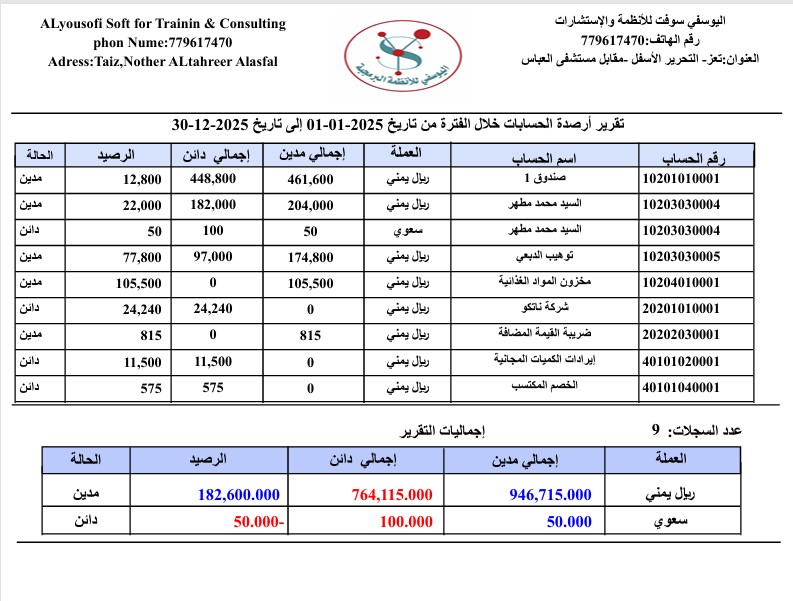 ALyousofi Soft for Trainin & Consulting
phon Nume:779617470
Adress:Taiz,Nother ALtahreer Alasfal
اليوسفي للأنظمة البرمجية
اليوسفي سوفت للأنظمة والإستشارات
رقم الهاتف:779617470
العنوان:تعز- التحرير الأسفل -مقابل مستشفى العباس
تقرير أرصدة الحسابات خلال الفترة من تاريخ 2025-01-01 إلى تاريخ 2025-12-30
رقم الحساب اسم الحساب العملة إجمالي مدين إجمالي دائن الرصيد الحالة
10201010001 صندوق 1 ريال يمني 461,600 448,800 12,800 مدين
10203030004 السيد محمد مطهر ريال يمني 204,000 182,000 22,000 مدين
10203030004 السيد محمد مطهر سعوي 50 100 50 دائن
10203030005 توهيب الدبعي ريال يمني 174,800 97,000 77,800 مدين
10204010001 مخزون المواد الغذائية ريال يمني 105,500 0 105,500 مدين
20201010001 شركة ناتكو ريال يمني 0 24,240 24,240 دائن
20202030001 ضريبة القيمة المضافة ريال يمني 815 0 815 مدين
40101020001 إيرادات الكميات المجانية ريال يمني 0 11,500 11,500 دائن
40101040001 الخصم المكتسب ريال يمني 0 575 575 دائن
عدد السجلات: 9 إجماليات التقرير
العملة إجمالي مدين إجمالي دائن الرصيد الحالة
ريال يمني 946,715.000 764,115.000 182,600.000 مدين
سعوي 50.000 100.000 50.000- دائن